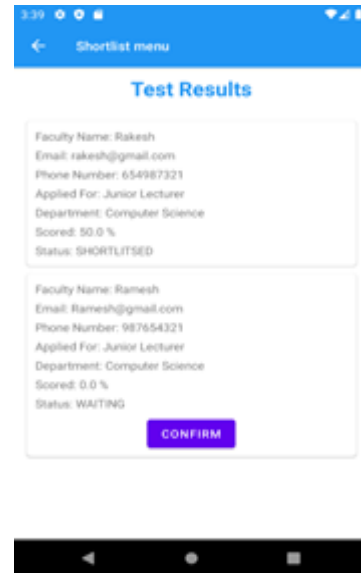 3:39
Shortlist menu
Test Results
Faculty Name: Rakesh
Email: rakesh@gmail.com
Phone Number: 654987321
Applied For: Junior Lecturer
Department: Computer Science
Scored: 50.0 %
Status: SHORTLITSED
Faculty Name: Ramesh
Email: Ramesh@gmail.com
Phone Number: 987654321
Applied For: Junior Lecturer
Department: Computer Science
Scored: 0.0 %
Status: WAITING
CONFIRM